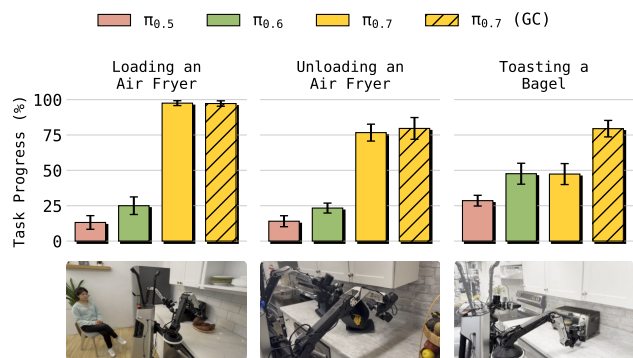 π0.5 π0.6 π0.7 π0.7 (GC)
Loading an
Air Fryer
Unloading an
Air Fryer
Toasting a
Bagel
Task Progress (%)
100
75
50
25
0